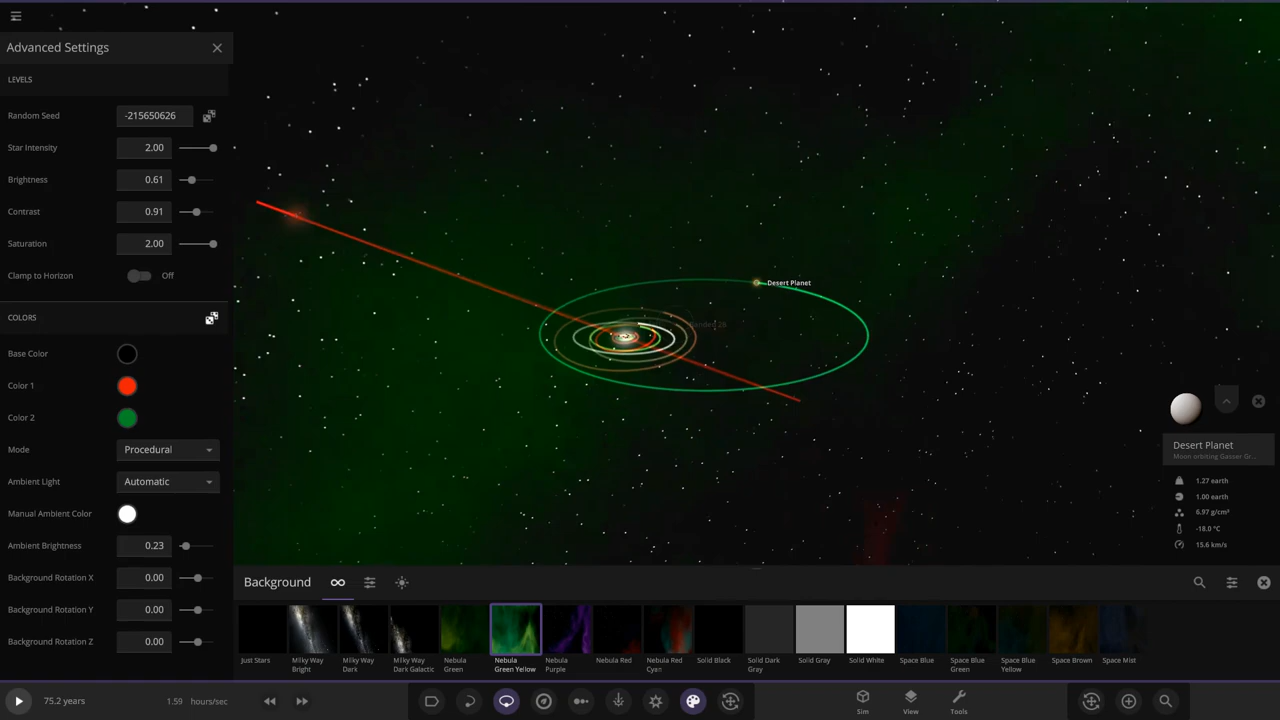 Advanced Settings
LEVELS
Random Seed -215650626
Star Intensity 2.00
Brightness 0.61
Contrast 0.91
Saturation 2.00
Clamp to Horizon Off
COLORS
Base Color
Color 1
Color 2
Mode Procedural
Ambient Light Automatic
Manual Ambient Color
Ambient Brightness 0.23
Background Rotation X 0.00
Background Rotation Y 0.00
Background Rotation Z 0.00
Desert Planet
28
Desert Planet
Moon orbiting Gasser Gr...
1.27 earth
1.00 earth
6.97 g/cm³
-18.0 °C
15.6 km/s
Background
Just Stars
Milky Way Bright
Milky Way Dark
Milky Way Dark Galactic
Nebula Green
Nebula Green Yellow
Nebula Purple
Nebula Red
Nebula Red Cyan
Solid Black
Solid Dark Gray
Solid Gray
Solid White
Space Blue
Space Blue Green
Space Blue Yellow
Space Brown
Space Mist
75.2 years 1.59 hours/sec
Sim View Tools